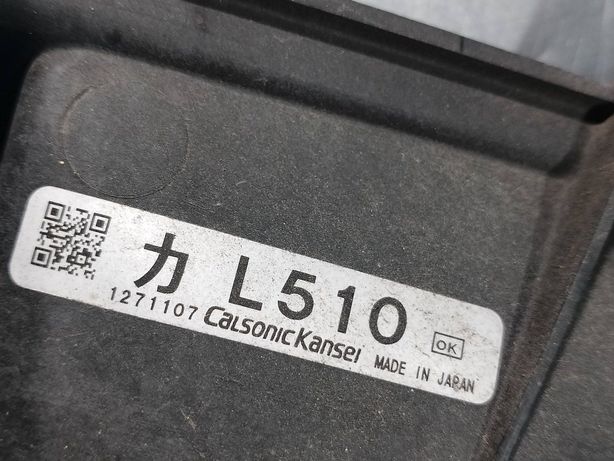 カ L510
1271107 CalsonicKansei OK MADE IN JAPAN